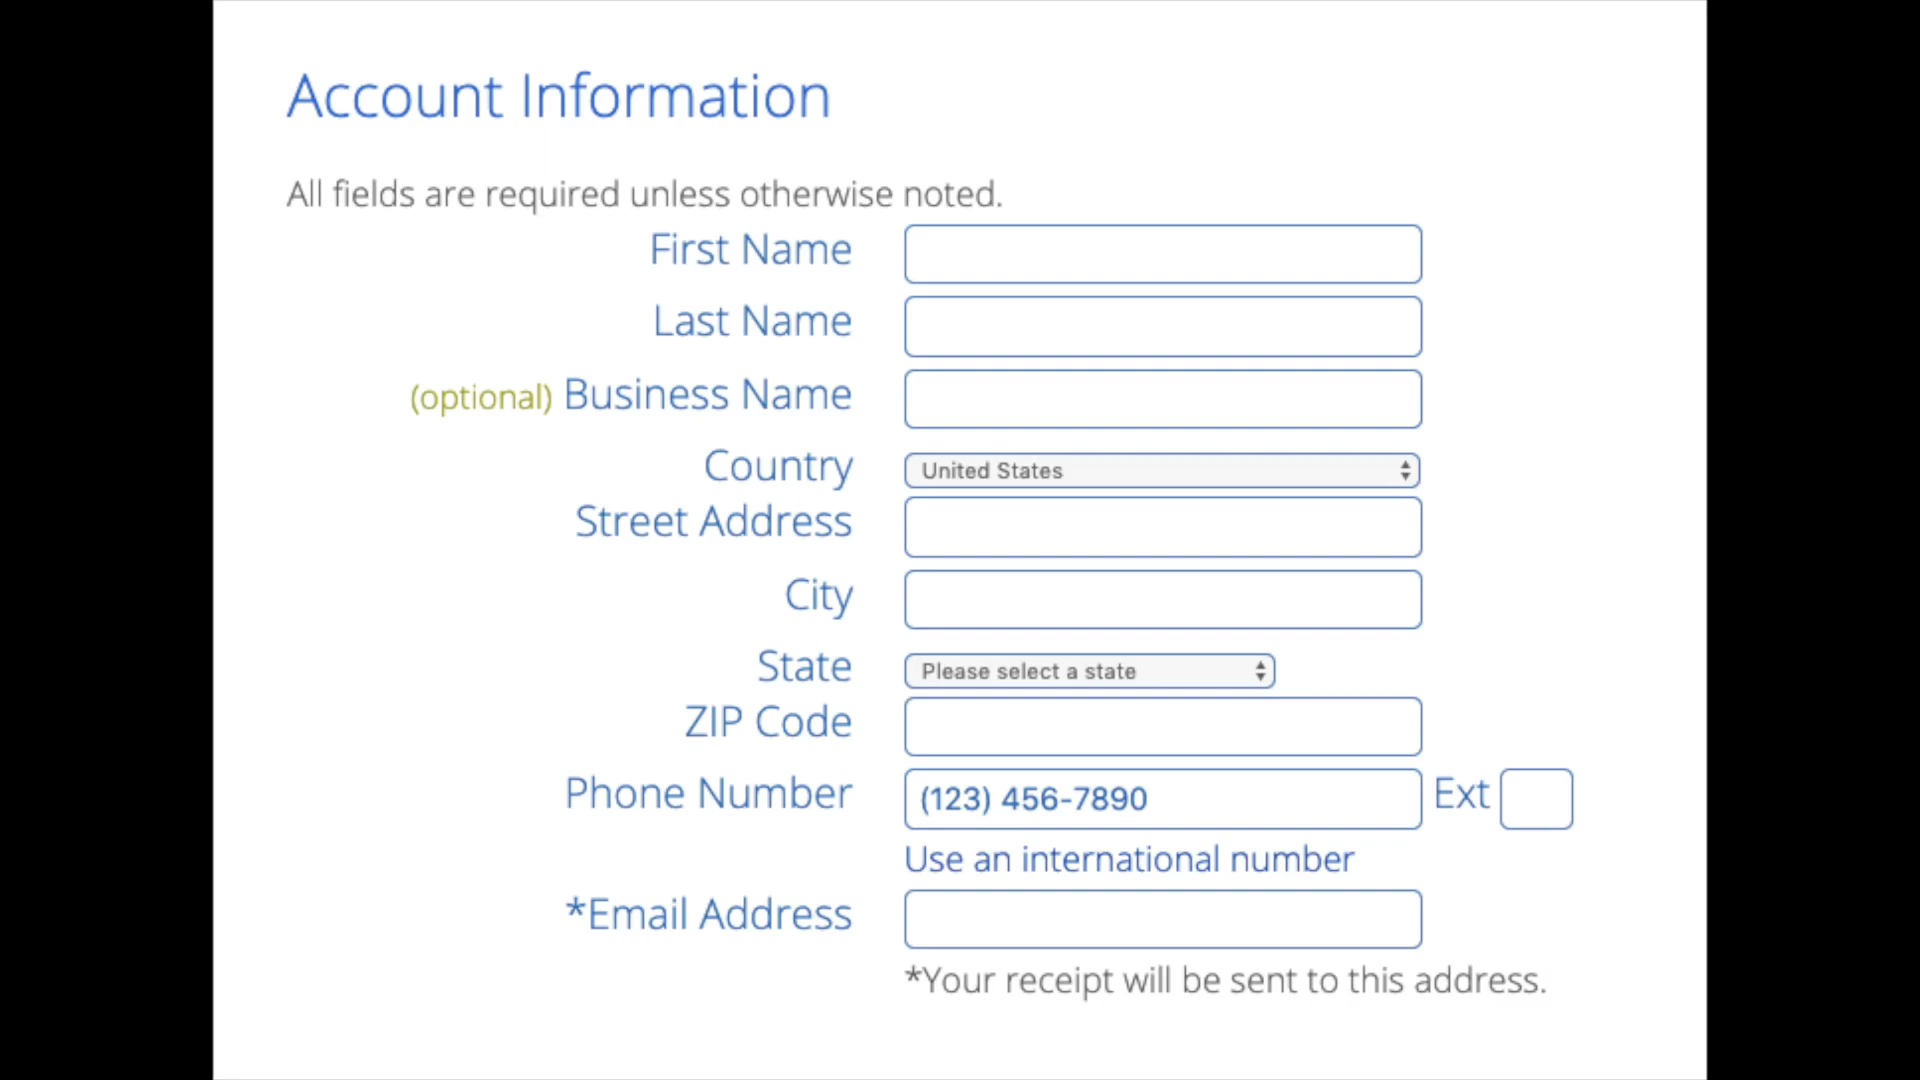 Account Information
All fields are required unless otherwise noted.
First Name
Last Name
(optional) Business Name
Country United States
Street Address
City
State Please select a state
ZIP Code
Phone Number (123) 456-7890 Ext
Use an international number
*Email Address
*Your receipt will be sent to this address.